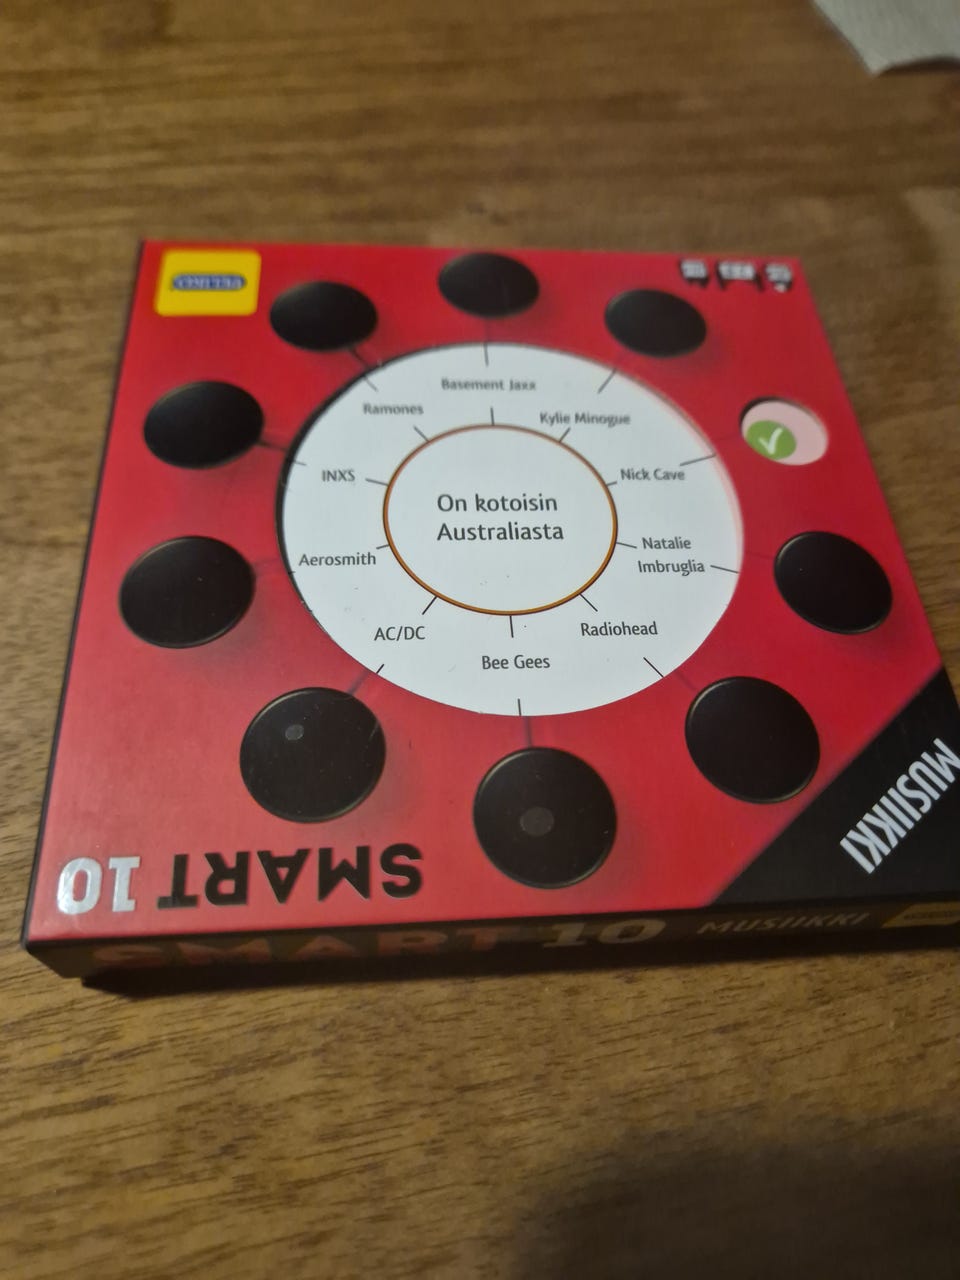 On kotoisin
Australiasta
Basement Jaxx
Kylie Minogue
Nick Cave
Natalie
Imbruglia
Radiohead
Bee Gees
AC/DC
Aerosmith
INXS
Ramones
SMART 10
MUSIIKKI
SMART 10 MUSIIKKI